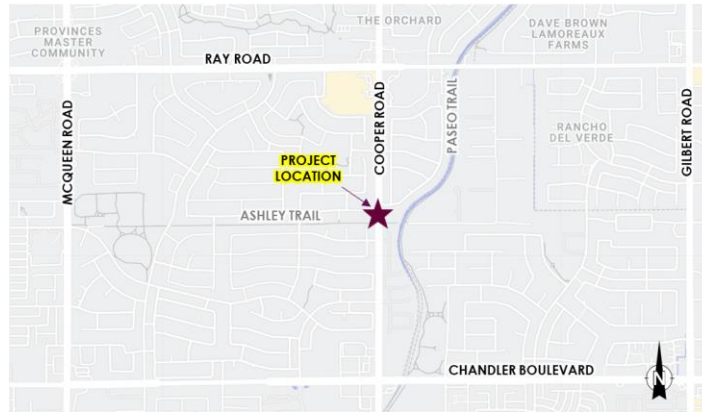 THE ORCHARD
DAVE BROWN
LAMOREAUX
FARMS
PROVINCES
MASTER
COMMUNITY
RAY ROAD
MCQUEEN ROAD
COOPER ROAD
PASEO TRAIL
GILBERT ROAD
RANCHO
DEL VERDE
PROJECT
LOCATION
ASHLEY TRAIL
CHANDLER BOULEVARD
N